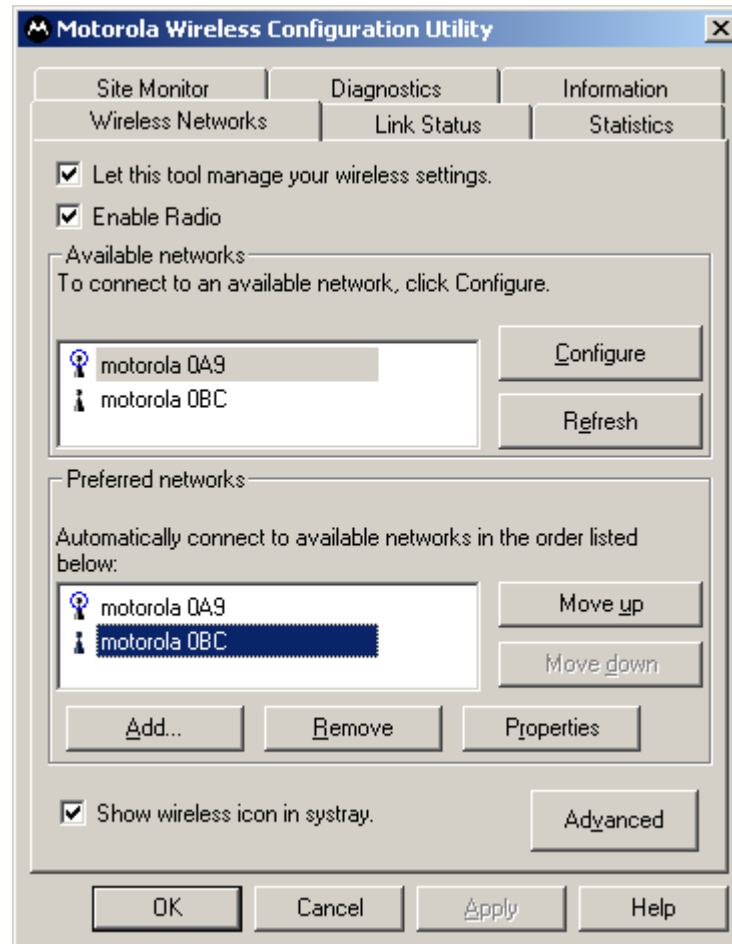 Motorola Wireless Configuration Utility
Site Monitor
Diagnostics
Information
Wireless Networks
Link Status
Statistics
Let this tool manage your wireless settings.
Enable Radio
Available networks
To connect to an available network, click Configure.
motorola 0A9
motorola 0BC
Configure
Refresh
Preferred networks
Automatically connect to available networks in the order listed
below:
motorola 0A9
motorola 0BC
Move up
Move down
Add...
Remove
Properties
Show wireless icon in systray.
Advanced
OK
Cancel
Apply
Help